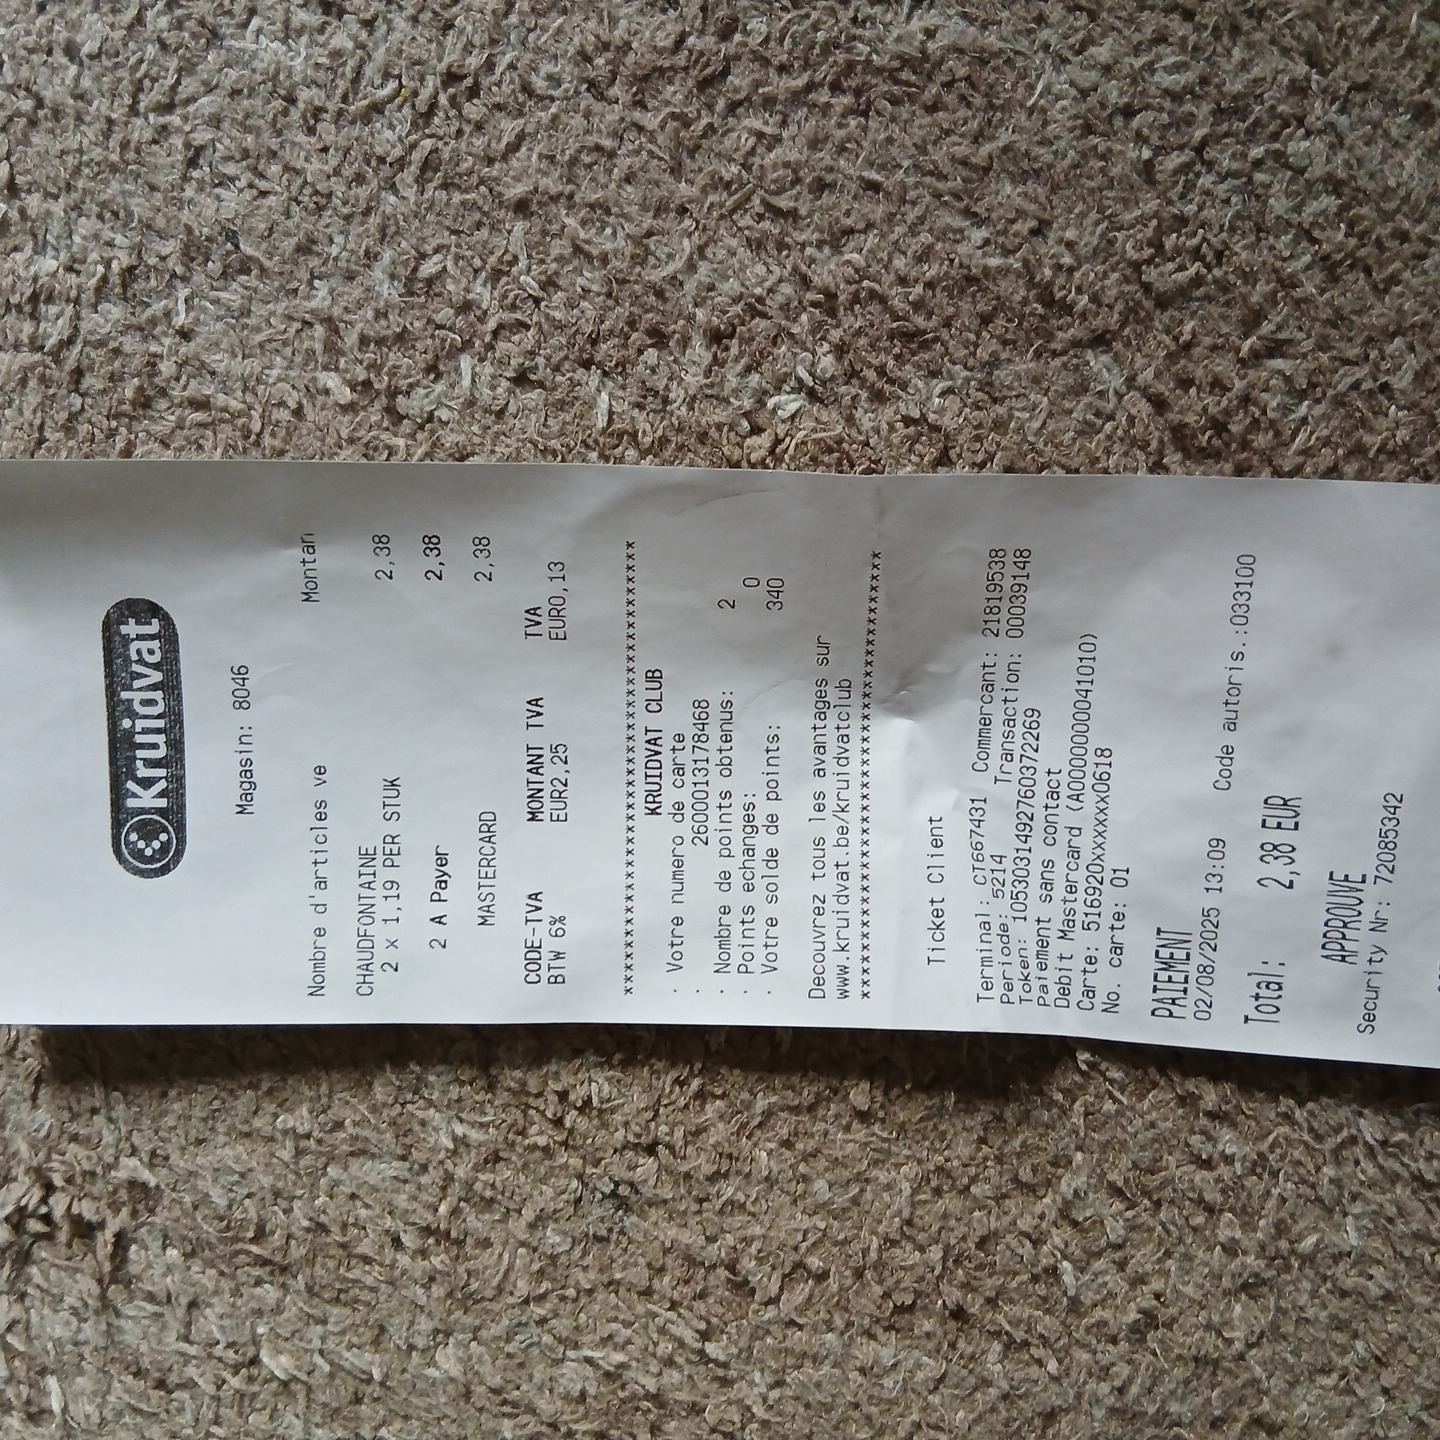 Kruidvat
Magasin: 8046
Nombre d'articles ve Montan
CHAUDFONTAINE
2 x 1,19 PER STUK 2,38
2 A Payer 2,38
MASTERCARD 2,38
CODE-TVA MONTANT TVA TVA
BTW 6% EUR2,25 EUR0,13
****************************************
KRUIDVAT CLUB
· Votre numero de carte
· 2600013178468
· Nombre de points obtenus: 2
· Points echanges: 0
· Votre solde de points: 340
Decouvrez tous les avantages sur
www.kruidvat.be/kruidvatclub
****************************************
Ticket Client
Terminal: CT667431 Commercant: 21819538
Periode: 5214 Transaction: 00039148
Token: 1053031492760372269
Paiement sans contact
Debit Mastercard (A0000000041010)
Carte: 516920xxxxxxx0618
No. carte: 01
PAIEMENT
02/08/2025 13:09 Code autoris.:033100
Total: 2,38 EUR
APPROUVE
Security Nr: 72085342